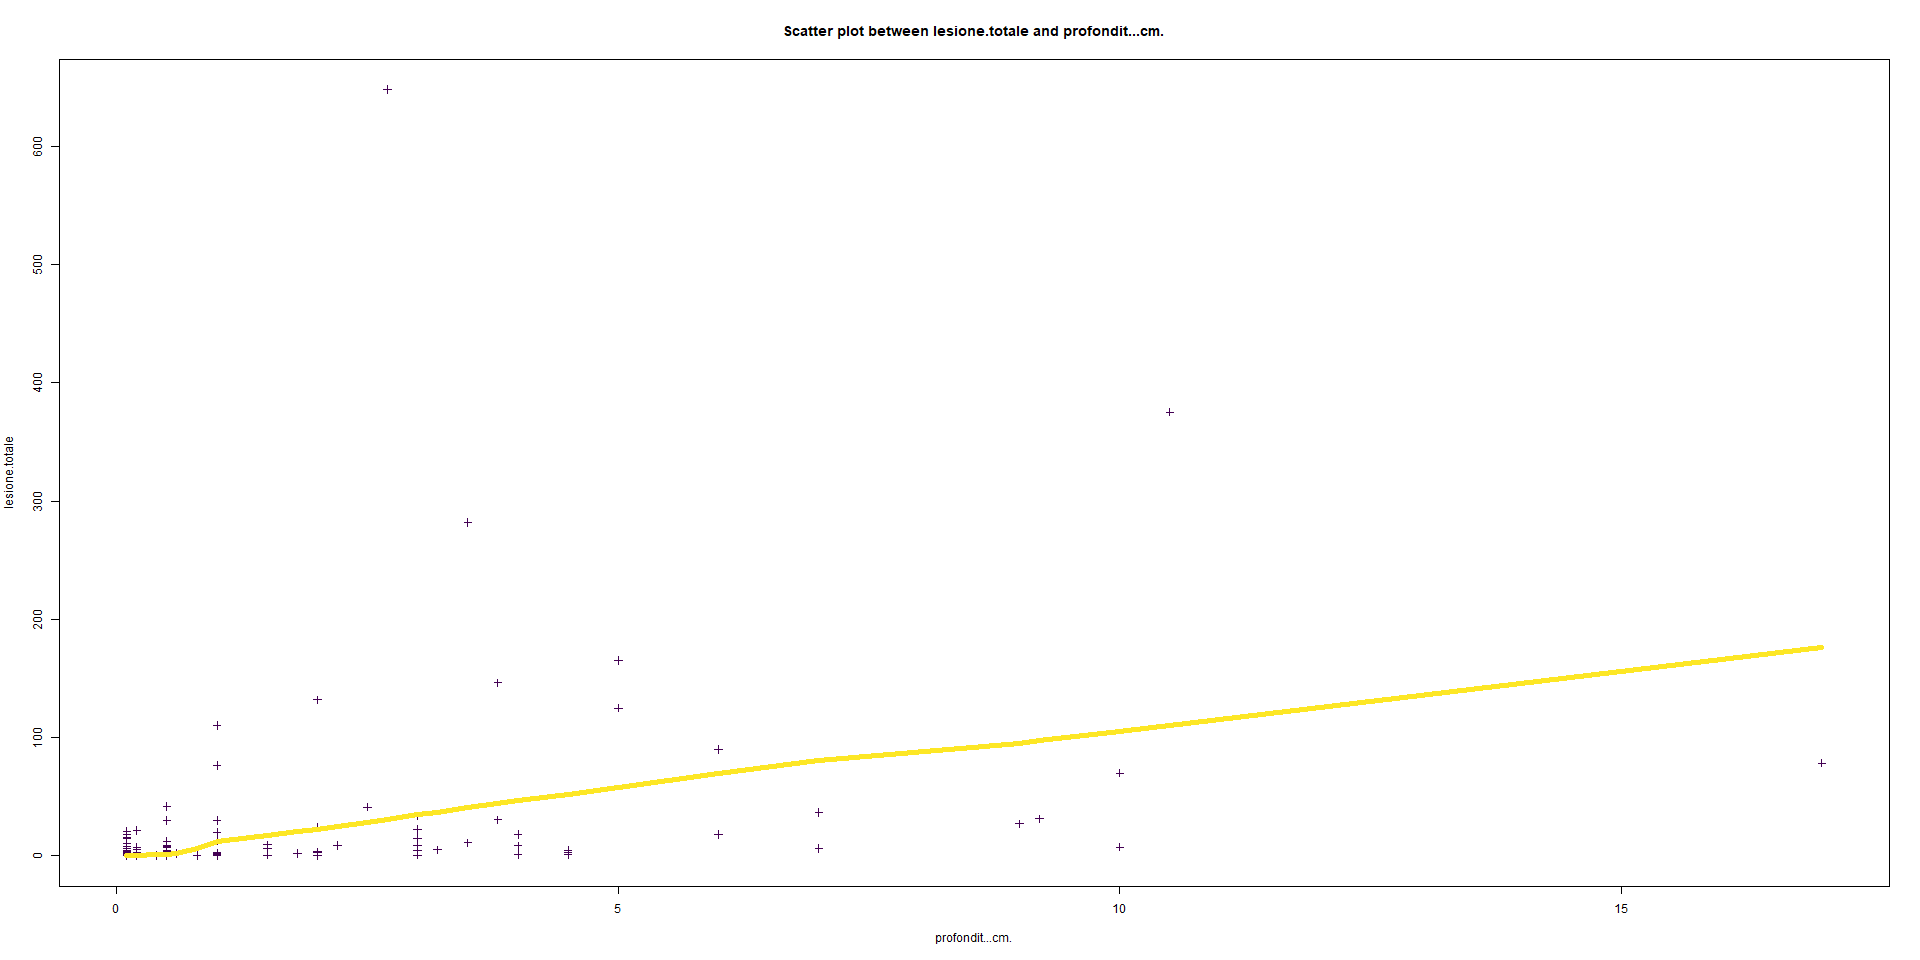 Scatter plot between lesione.totale and profondit...cm.
600
500
400
300
200
100
0
lesione.totale
0 5 10 15
profondit...cm.